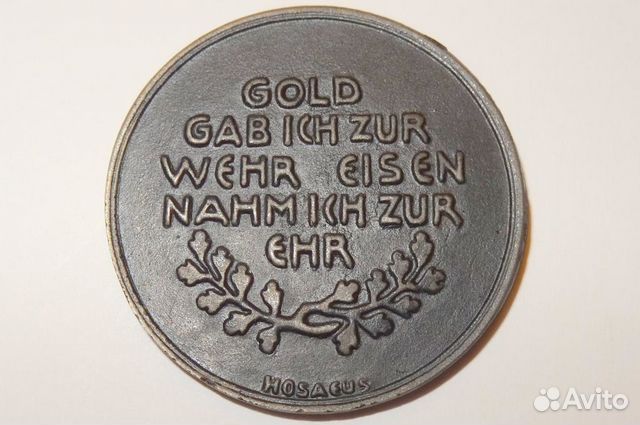 GOLD
GAB ICH ZUR
WEHR EISEN
NAHM ICH ZUR
EHR
HOSAEUS
Avito